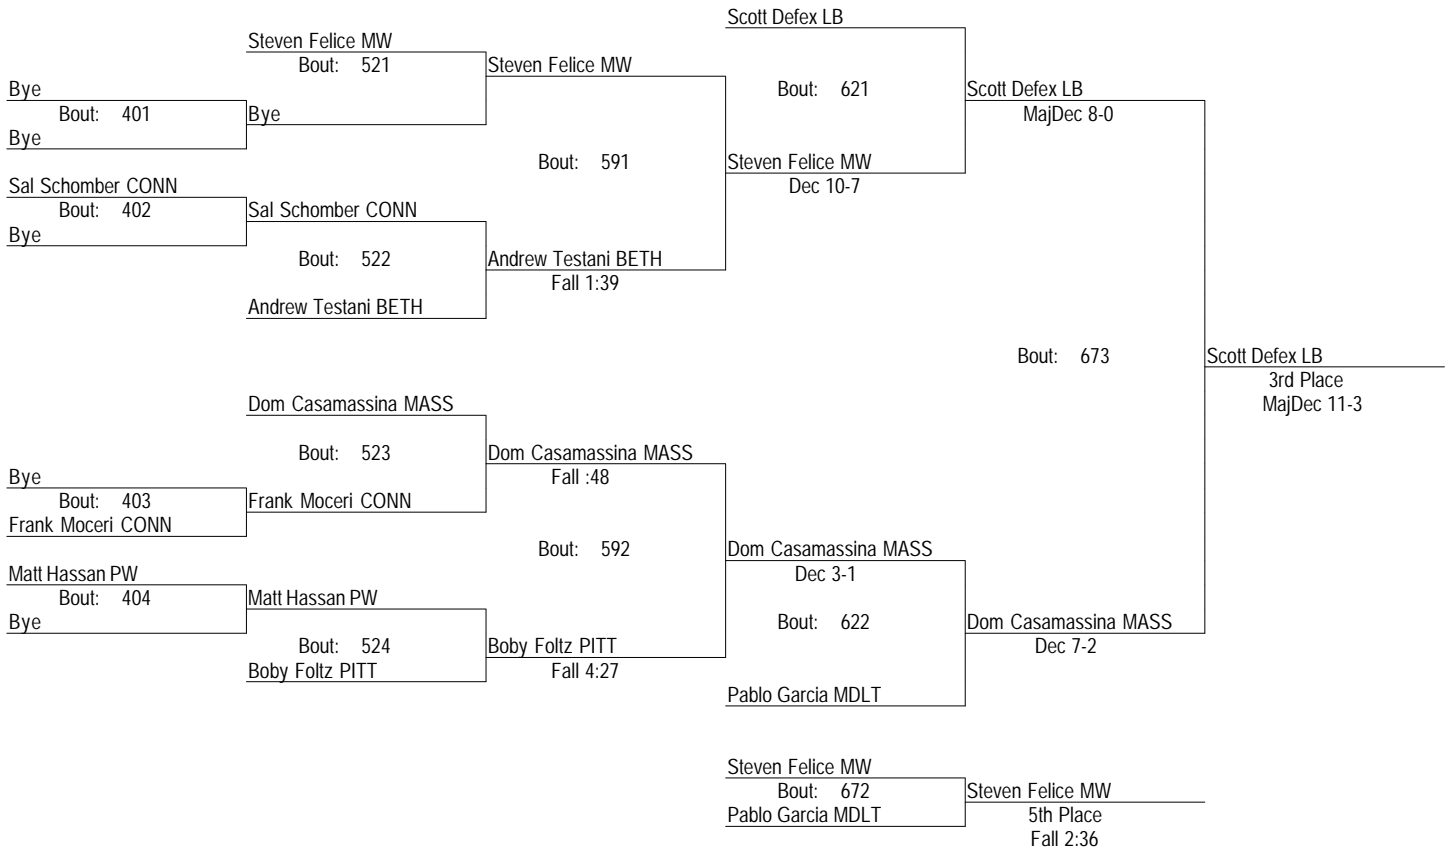 Scott Defex LB
Steven Felice MW
Bout: 521
Steven Felice MW
Bye
Bout: 621
Scott Defex LB
Bout: 401
Bye
MajDec 8-0
Bye
Bout: 591
Steven Felice MW
Dec 10-7
Sal Schomber CONN
Bout: 402
Sal Schomber CONN
Bye
Bout: 522
Andrew Testani BETH
Fall 1:39
Andrew Testani BETH
Bout: 673
Scott Defex LB
3rd Place
MajDec 11-3
Dom Casamassina MASS
Bout: 523
Dom Casamassina MASS
Fall :48
Bye
Bout: 403
Frank Moceri CONN
Frank Moceri CONN
Bout: 592
Dom Casamassina MASS
Dec 3-1
Matt Hassan PW
Bout: 404
Matt Hassan PW
Bye
Bout: 622
Dom Casamassina MASS
Dec 7-2
Bout: 524
Boby Foltz PITT
Fall 4:27
Boby Foltz PITT
Pablo Garcia MDLT
Steven Felice MW
Bout: 672
Steven Felice MW
Pablo Garcia MDLT
5th Place
Fall 2:36